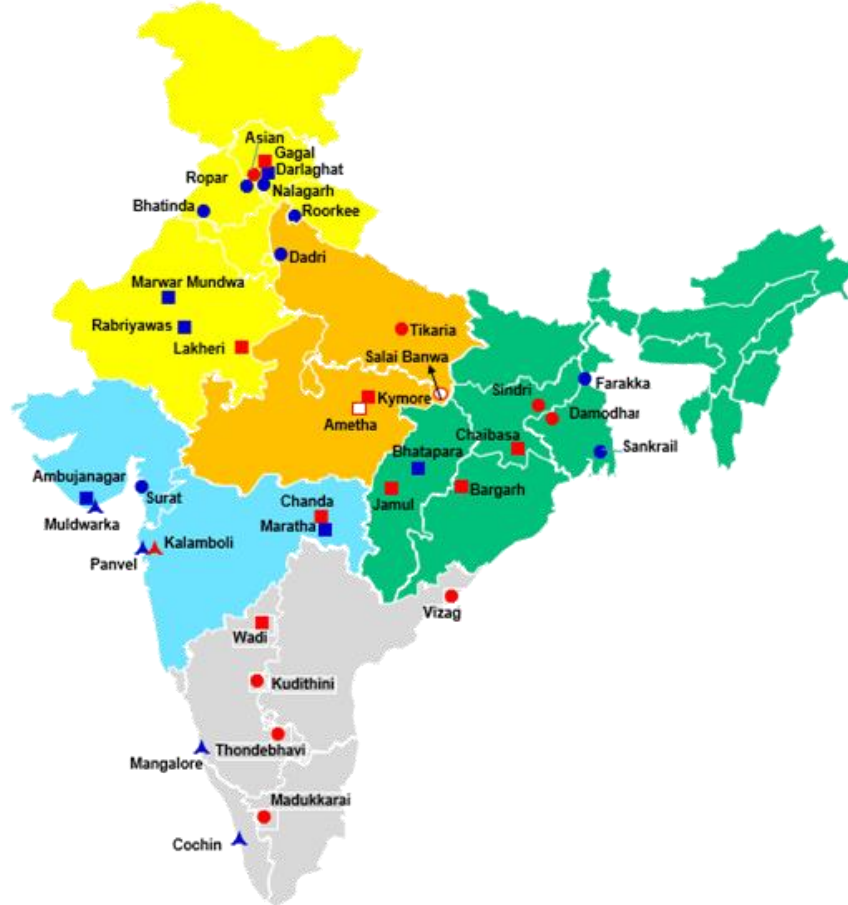 Asian
Gagal
Darlaghat
Ropar
Nalagarh
Bhatinda
Roorkee
Dadri
Marwar Mundwa
Rabriyawas
Tikaria
Lakheri
Salai Banwa
Farakka
Kymore
Sindri
Damodhar
Ametha
Chaibasa
Sankrail
Bhatapara
Ambujanagar
Surat
Jamul
Bargarh
Chanda
Muldwarka
Maratha
Kalamboli
Panvel
Vizag
Wadi
Kudithini
Thondebhavi
Mangalore
Madukkarai
Cochin